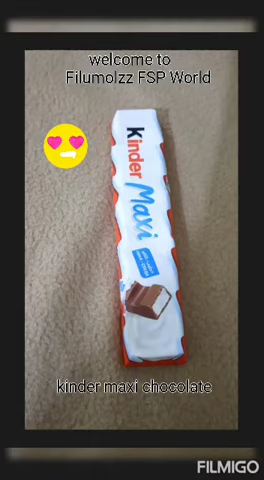 welcome to
Filumolzz FSP World
kinder
Maxi
kinder maxi chocolate
FILMIGO